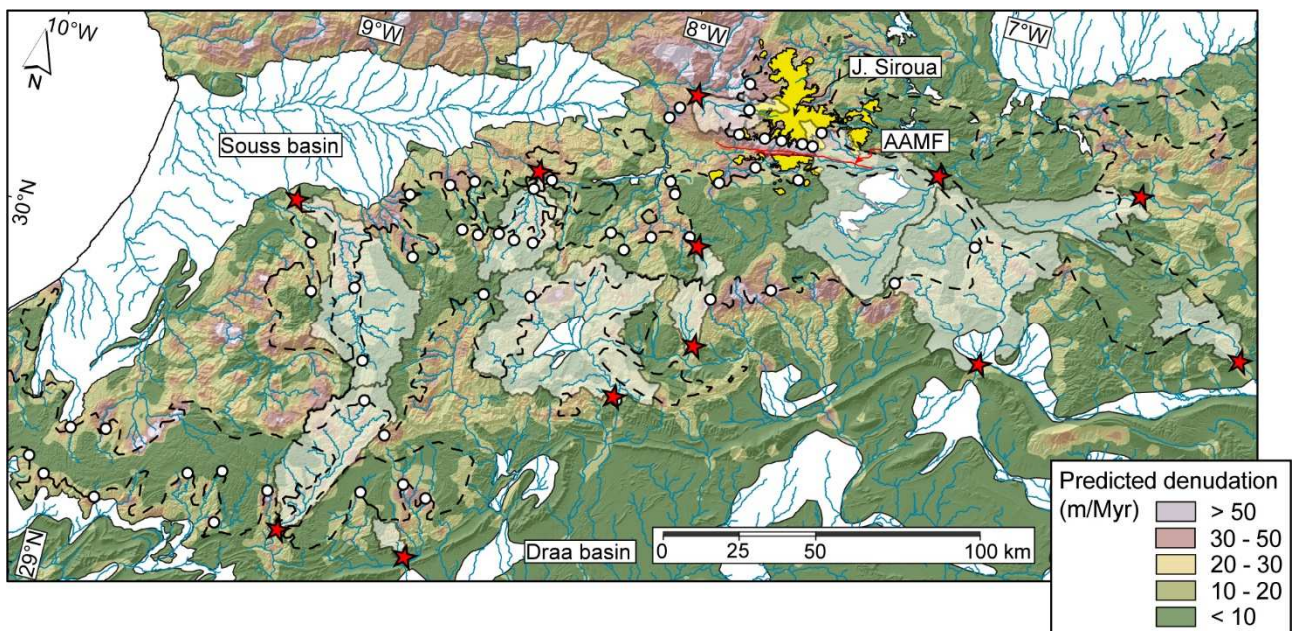 10°W
9°W
8°W
7°W
N
J. Siroua
Souss basin
AAMF
30°N
Predicted denudation
(m/Myr)
> 50
30 - 50
20 - 30
10 - 20
< 10
29°N
Draa basin
0 25 50 100 km